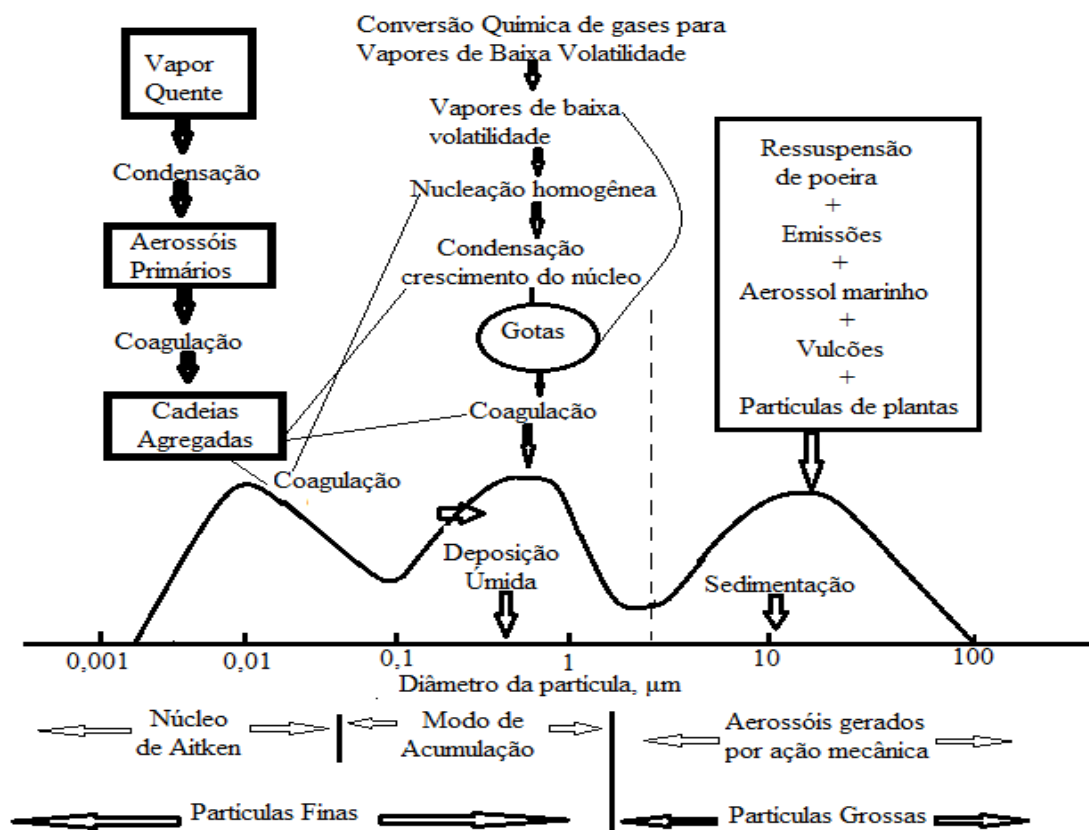 Vapor
Quente
Condensação
Aerossóis
Primários
Coagulação
Cadeias
Agregadas
Coagulação
Conversão Química de gases para
Vapores de Baixa Volatilidade
Vapores de baixa
volatilidade
Nucleação homogênea
Condensação
crescimento do núcleo
Gotas
Coagulação
Ressuspensão
de poeira
+
Emissões
+
Aerossol marinho
+
Vulcões
+
Partículas de plantas
Deposição
Úmida
Sedimentação
0,001 0,01 0,1 1 10 100
Diâmetro da partícula, μm
Núcleo
de Aitken
Modo de
Acumulação
Aerossóis gerados
por ação mecânica
Partículas Finas
Partículas Grossas